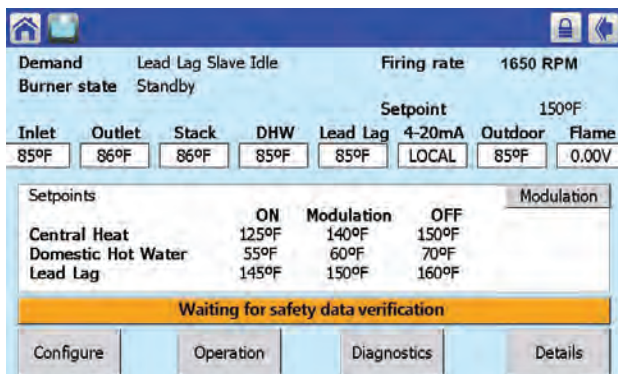 Demand Lead Lag Slave Idle Firing rate 1650 RPM
Burner state Standby
Setpoint 150ºF
Inlet Outlet Stack DHW Lead Lag 4-20mA Outdoor Flame
85ºF 86ºF 86ºF 85ºF 85ºF LOCAL 85ºF 0.00V
Setpoints Modulation
ON Modulation OFF
Central Heat 125ºF 140ºF 150ºF
Domestic Hot Water 55ºF 60ºF 70ºF
Lead Lag 145ºF 150ºF 160ºF
Waiting for safety data verification
Configure Operation Diagnostics Details